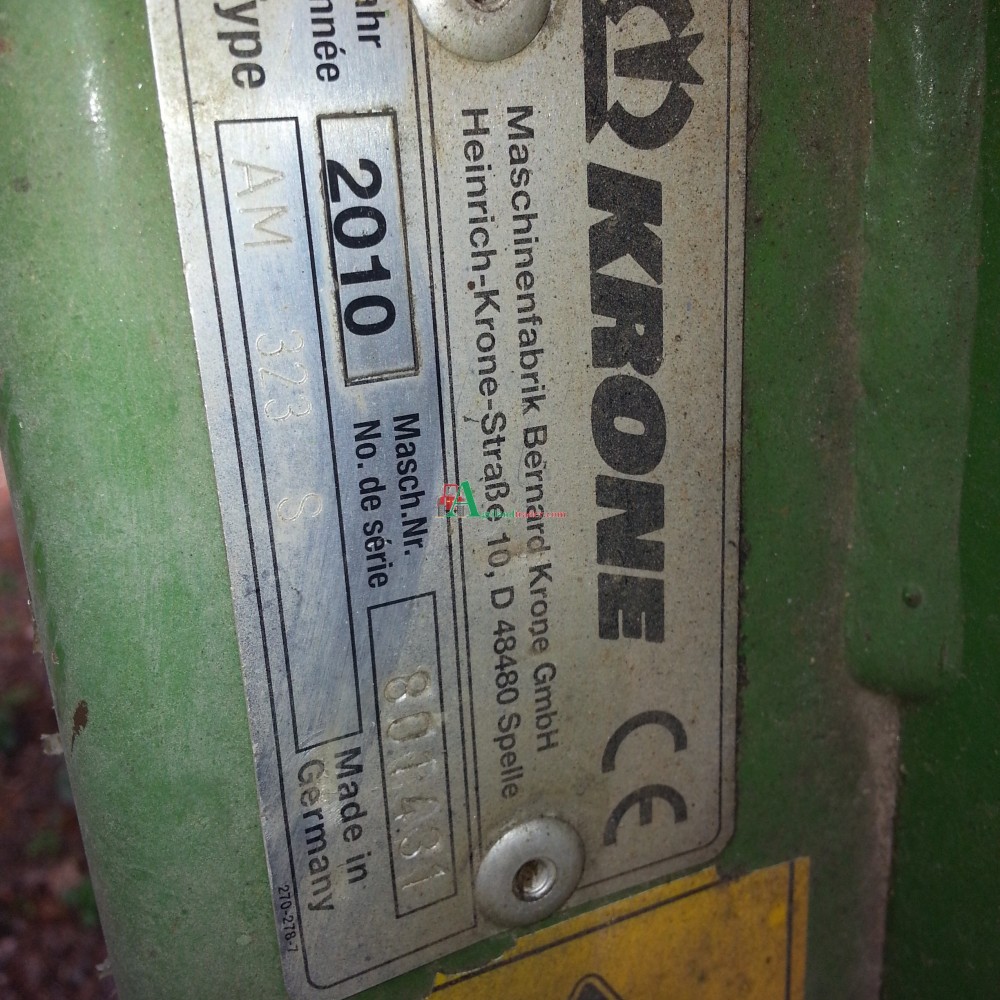 KRONE CE
Maschinenfabrik Bernard Krone GmbH
Heinrich-Krone-Straße 10, D 48480 Spelle
ahr
nnée
2010
Masch.Nr.
No. de série
801431
ype
AM 323 S
Made in
Germany
270-278-7